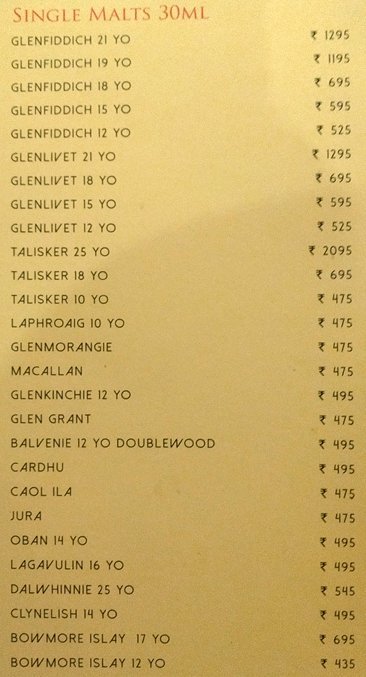 SINGLE MALTS 30ML
GLENFIDDICH 21 YO ₹ 1295
GLENFIDDICH 19 YO ₹ 1195
GLENFIDDICH 18 YO ₹ 695
GLENFIDDICH 15 YO ₹ 595
GLENFIDDICH 12 YO ₹ 525
GLENLIVET 21 YO ₹ 1295
GLENLIVET 18 YO ₹ 695
GLENLIVET 15 YO ₹ 595
GLENLIVET 12 YO ₹ 525
TALISKER 25 YO ₹ 2095
TALISKER 18 YO ₹ 695
TALISKER 10 YO ₹ 475
LAPHROAIG 10 YO ₹ 475
GLENMORANGIE ₹ 475
MACALLAN ₹ 475
GLENKINCHIE 12 YO ₹ 495
GLEN GRANT ₹ 475
BALVENIE 12 YO DOUBLEWOOD ₹ 495
CARDHU ₹ 495
CAOL ILA ₹ 475
JURA ₹ 475
OBAN 14 YO ₹ 495
LAGAVULIN 16 YO ₹ 495
DALWHINNIE 25 YO ₹ 545
CLYNELISH 14 YO ₹ 495
BOWMORE ISLAY 17 YO ₹ 695
BOWMORE ISLAY 12 YO ₹ 435